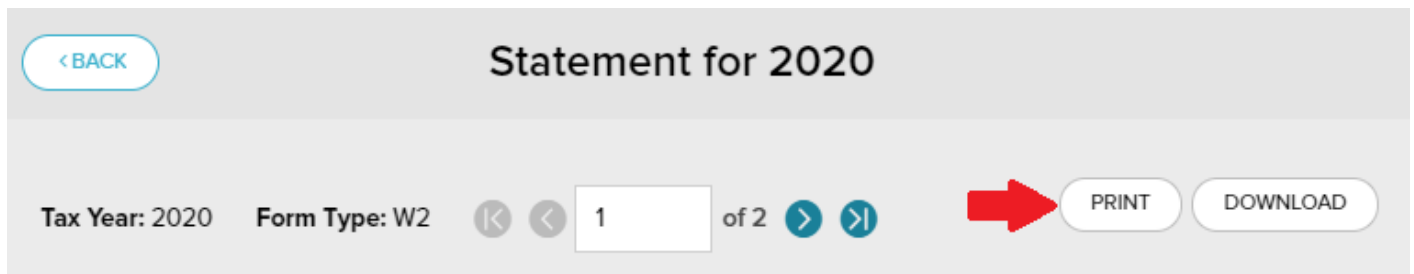 < BACK
Statement for 2020
Tax Year: 2020 Form Type: W2 1 of 2 PRINT DOWNLOAD